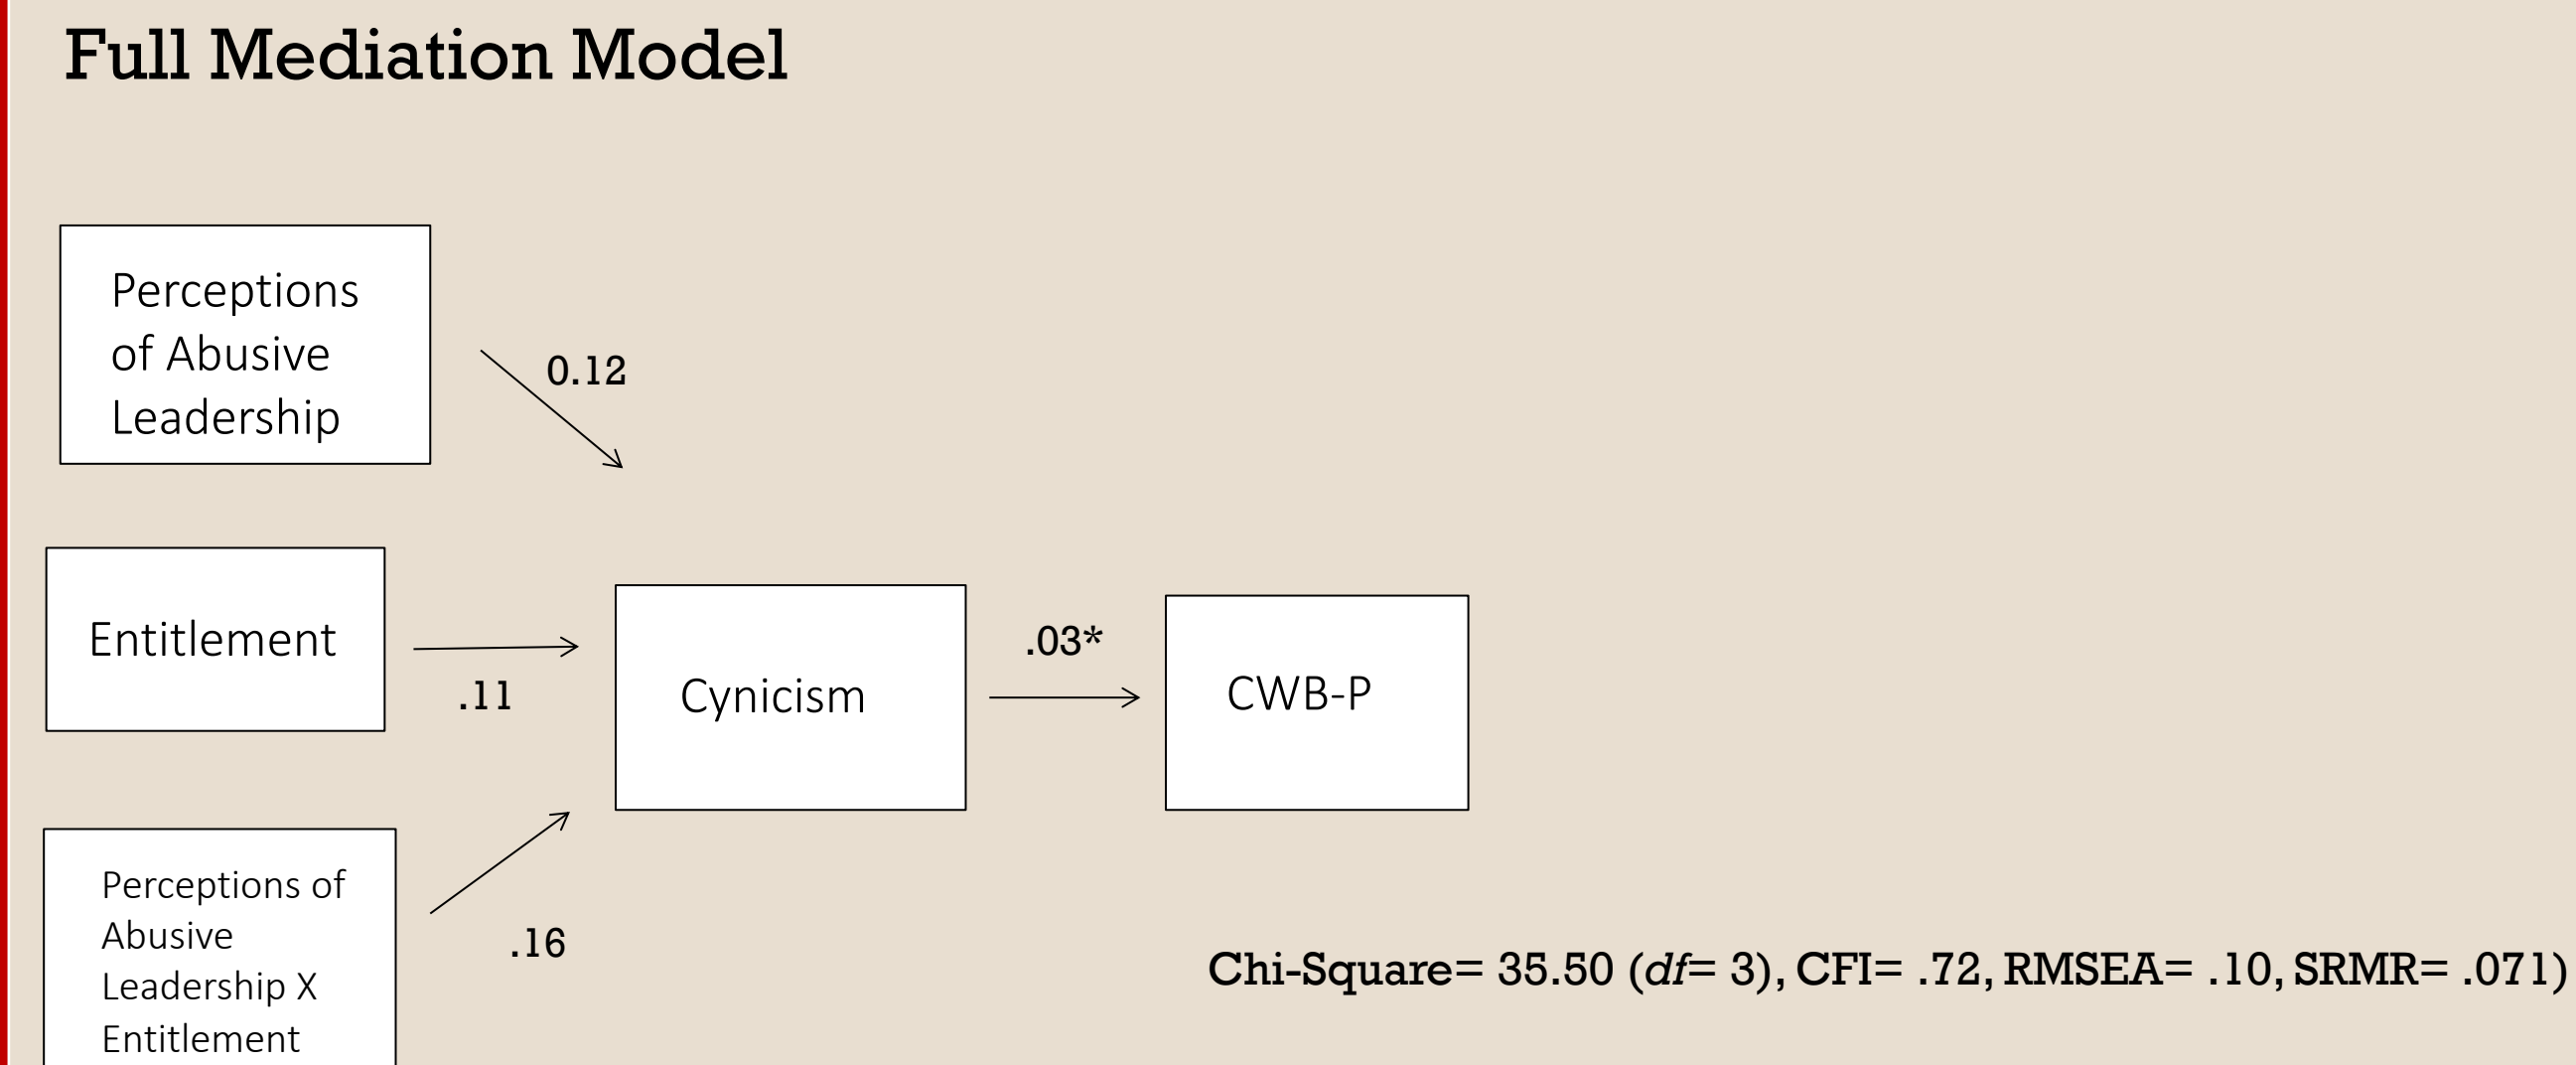 Full Mediation Model
Perceptions
of Abusive
Leadership
0.12
Entitlement
.11
Cynicism
.03*
CWB-P
Perceptions of
Abusive
Leadership X
Entitlement
.16
Chi-Square= 35.50 (df= 3), CFI= .72, RMSEA= .10, SRMR= .071)